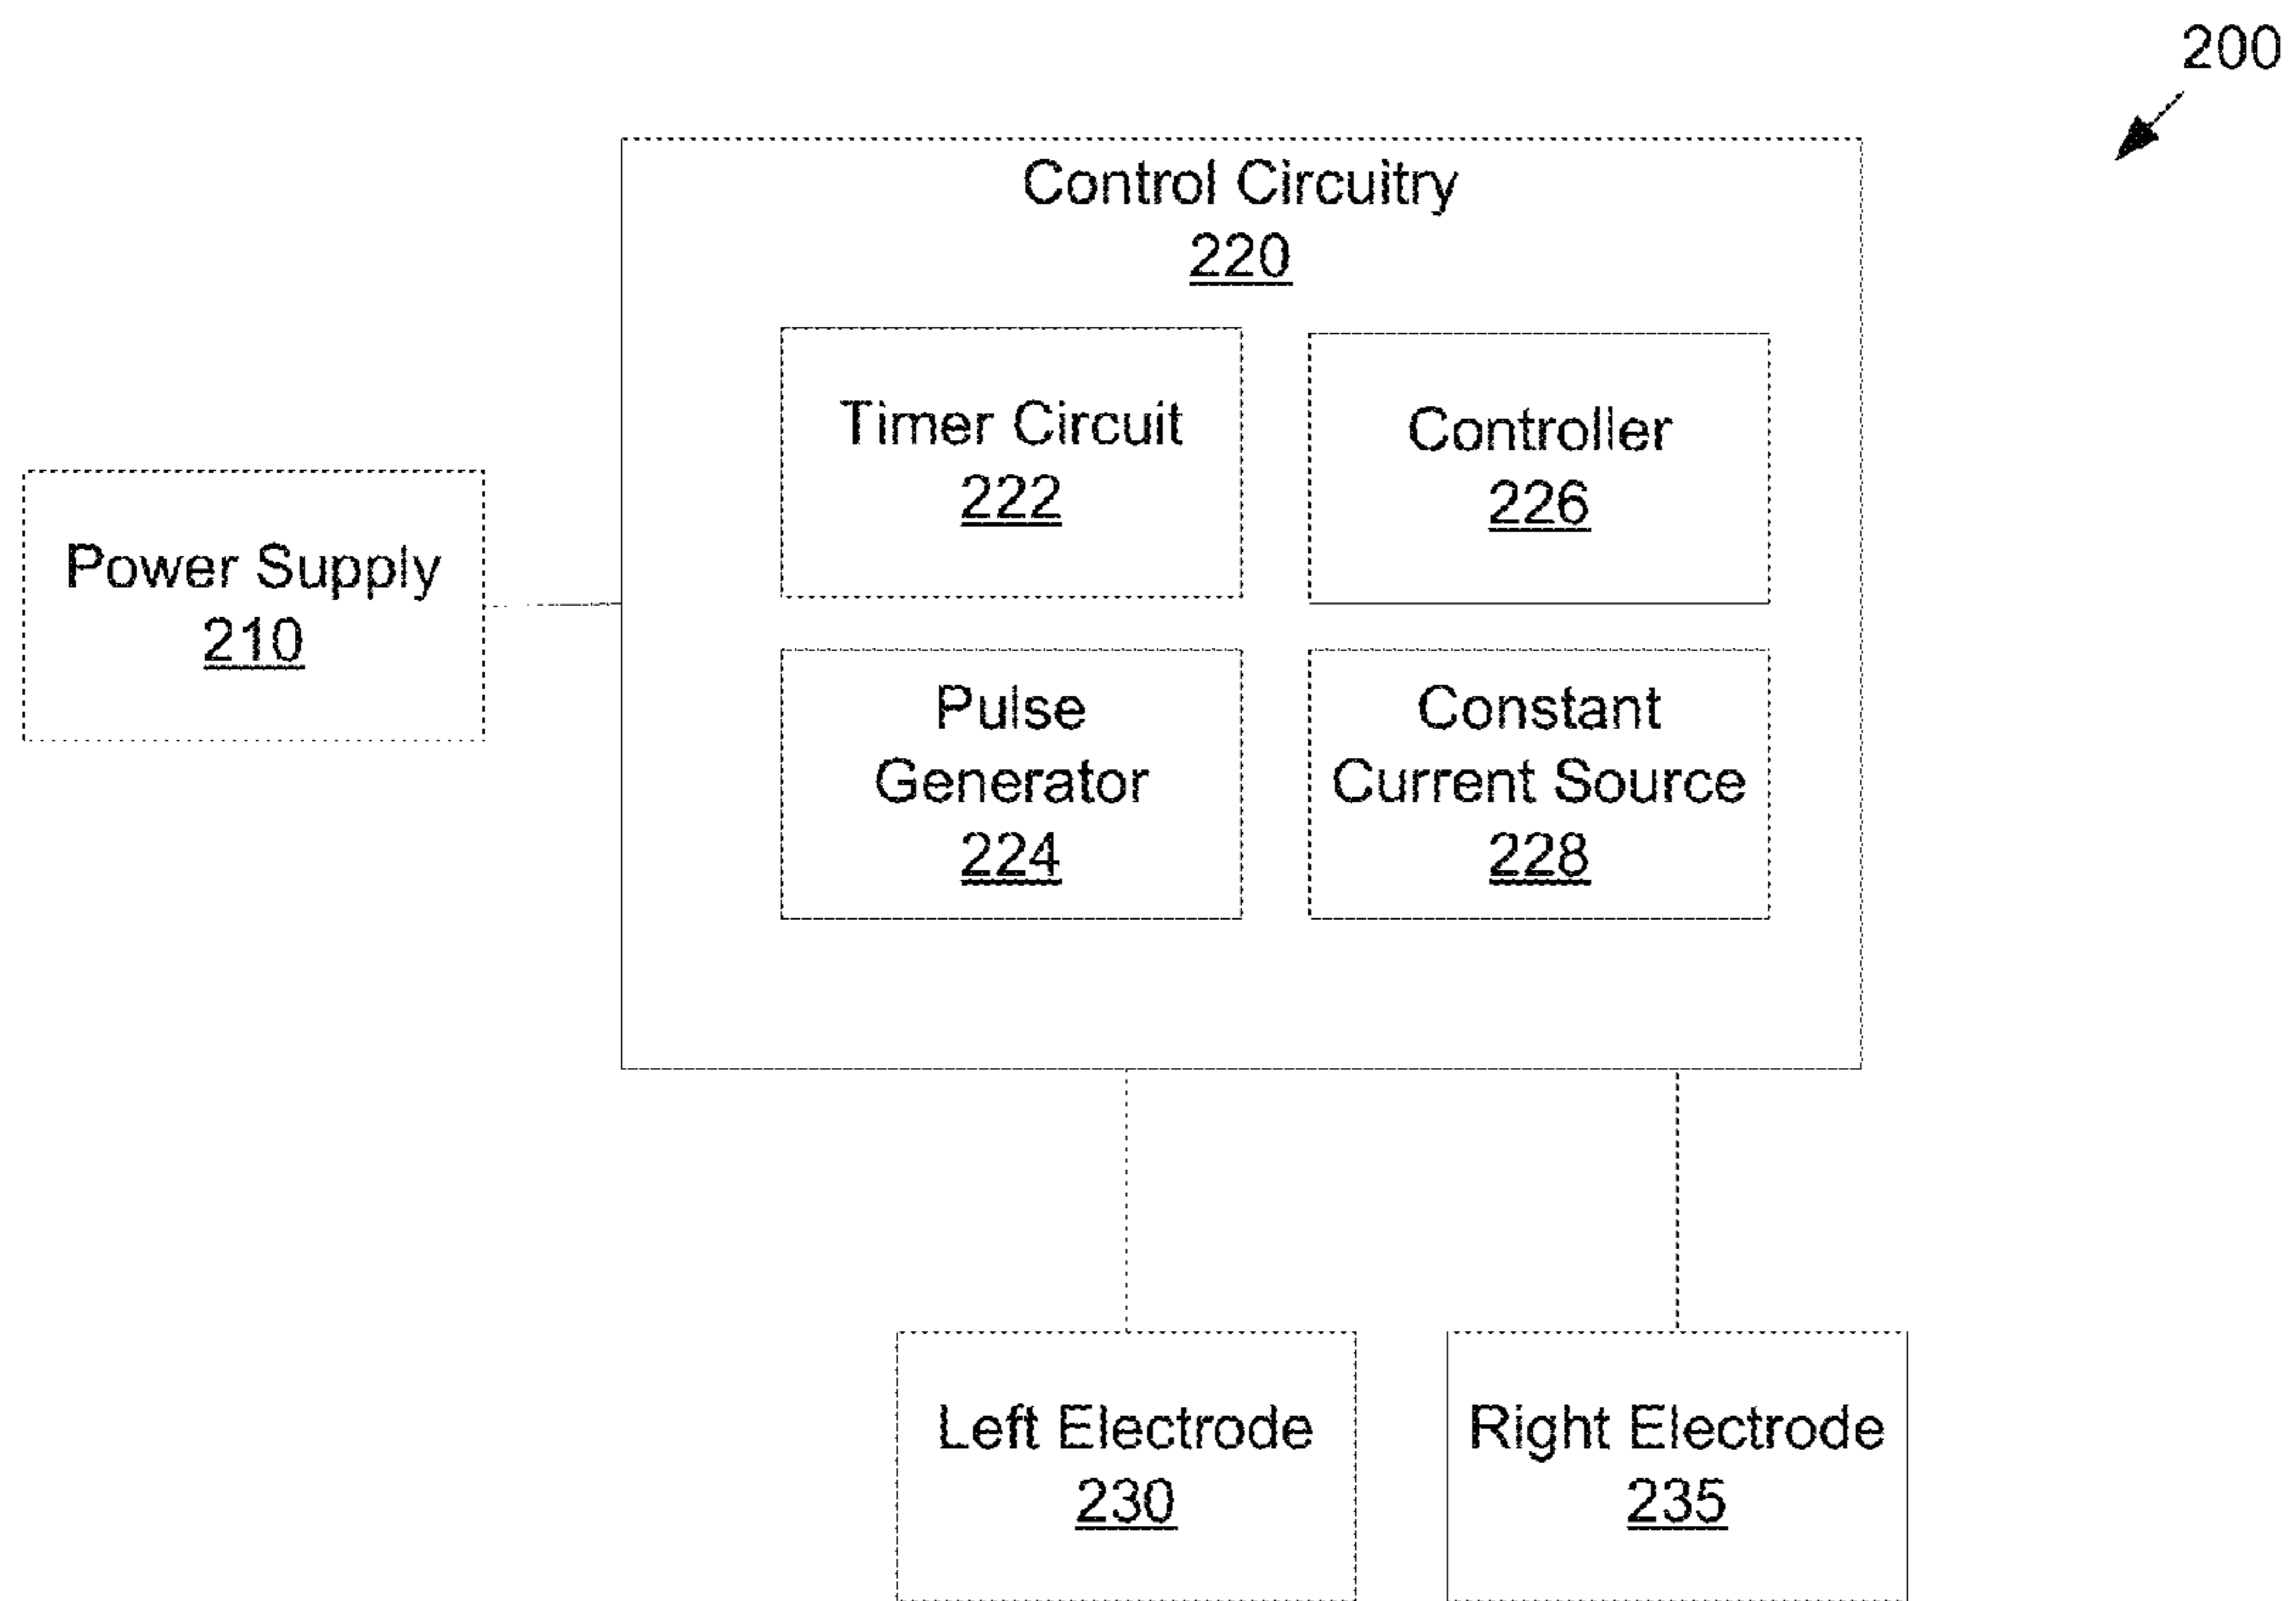 200
Control Circuitry
220
Timer Circuit
222
Controller
226
Power Supply
210
Pulse
Generator
224
Constant
Current Source
228
Left Electrode
230
Right Electrode
235